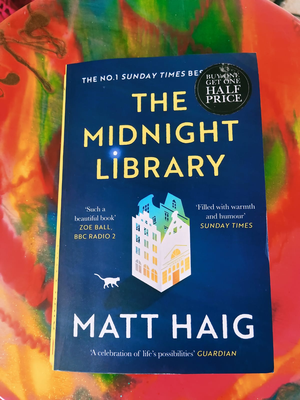 THE NO.1 SUNDAY TIMES
BUY ONE
GET ONE
HALF
PRICE
THE
MIDNIGHT
LIBRARY
‘Such a
beautiful book’
ZOE BALL,
BBC RADIO 2
‘Filled with warmth
and humour’
SUNDAY TIMES
MATT HAIG
‘A celebration of life’s possibilities’ GUARDIAN